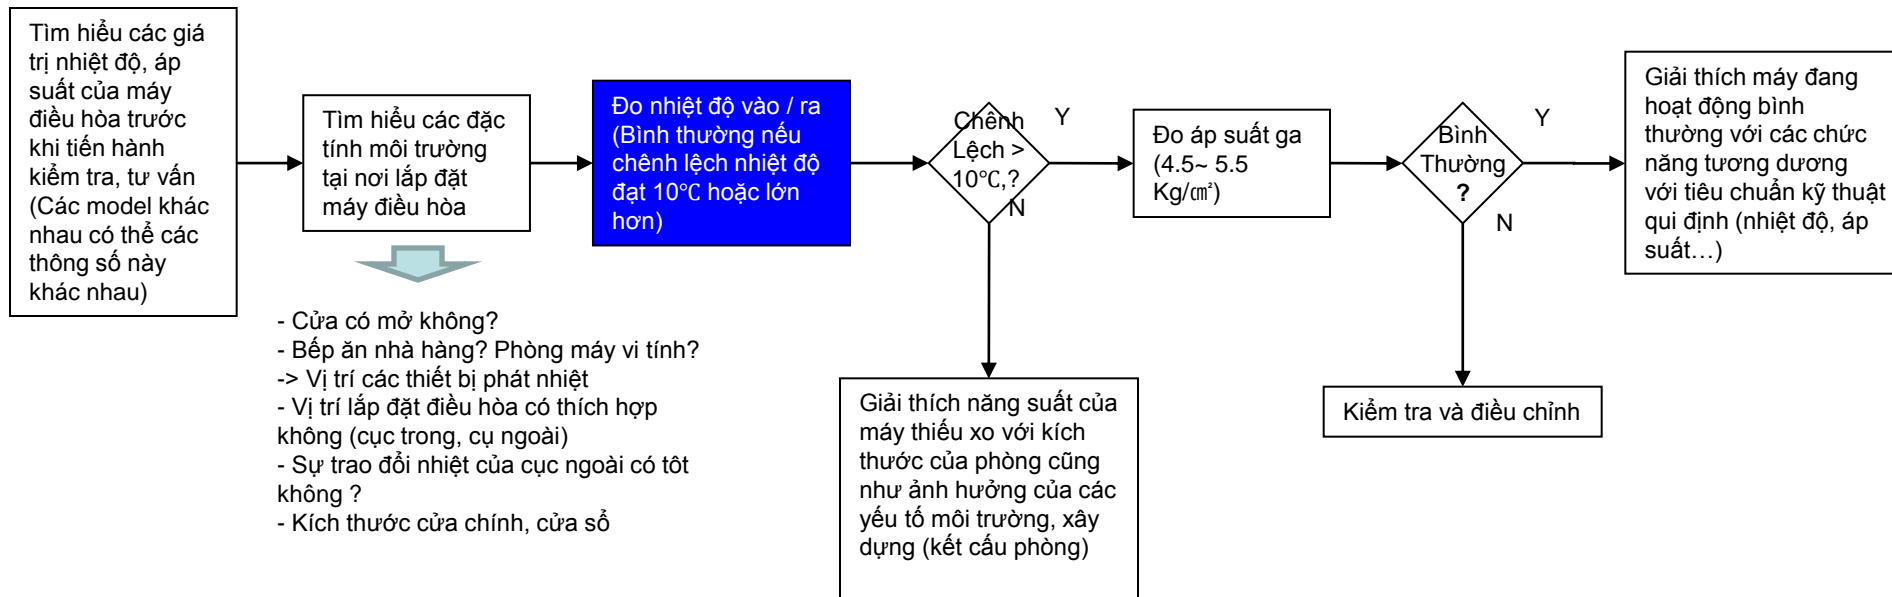 Tìm hiểu các giá
trị nhiệt độ, áp
suất của máy
điều hòa trước
khi tiến hành
kiểm tra, tư vấn
(Các model khác
nhau có thể các
thông số này
khác nhau)
Tìm hiểu các đặc
tính môi trường
tại nơi lắp đặt
máy điều hòa
- Cửa có mở không?
- Bếp ăn nhà hàng? Phòng máy vi tính?
-> Vị trí các thiết bị phát nhiệt
- Vị trí lắp đặt điều hòa có thích hợp
không (cục trong, cụ ngoài)
- Sự trao đổi nhiệt của cục ngoài có tôt
không ?
- Kích thước cửa chính, cửa sổ
Đo nhiệt độ vào / ra
(Bình thường nếu
chênh lệch nhiệt độ
đạt 10℃ hoặc lớn
hơn)
Chênh
Lệch >
10℃,?
Y
N
Giải thích năng suất của
máy thiếu xo với kích
thước của phòng cũng
như ảnh hưởng của các
yếu tố môi trường, xây
dựng (kết cấu phòng)
Đo áp suất ga
(4.5~ 5.5
Kg/㎠)
Bình
Thường
?
Y
N
Kiểm tra và điều chỉnh
Giải thích máy đang
hoạt động bình
thường với các chức
năng tương dương
với tiêu chuẩn kỹ thuật
qui định (nhiệt độ, áp
suất…)